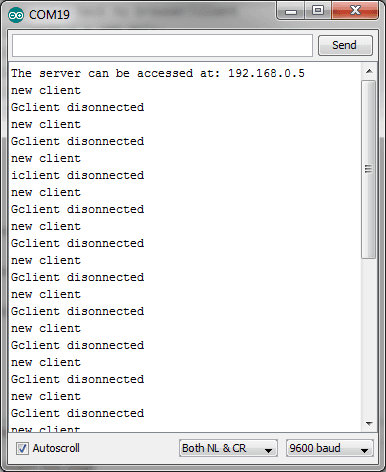 COM19
Send
The server can be accessed at: 192.168.0.5
new client
Gclient disonnected
new client
Gclient disonnected
new client
iclient disonnected
new client
Gclient disonnected
new client
Gclient disonnected
new client
Gclient disonnected
new client
Gclient disonnected
new client
Gclient disonnected
new client
Gclient disonnected
new client
Gclient disonnected
new client
Autoscroll
Both NL & CR
9600 baud